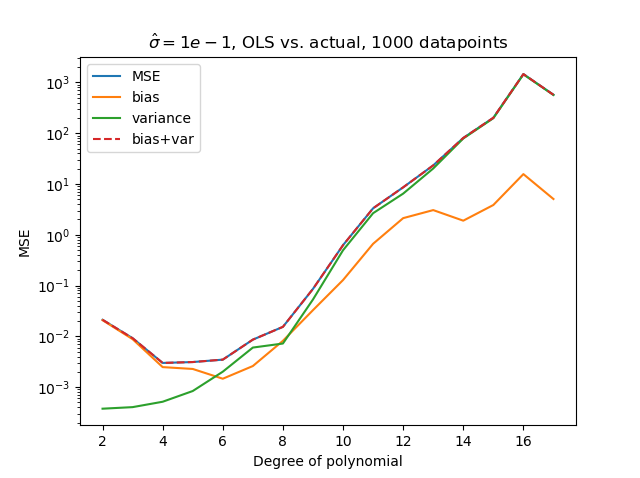 σ̂ = 1e − 1, OLS vs. actual, 1000 datapoints
MSE
bias
variance
bias+var
10³
10²
10¹
10⁰
10⁻¹
10⁻²
10⁻³
MSE
2 4 6 8 10 12 14 16
Degree of polynomial